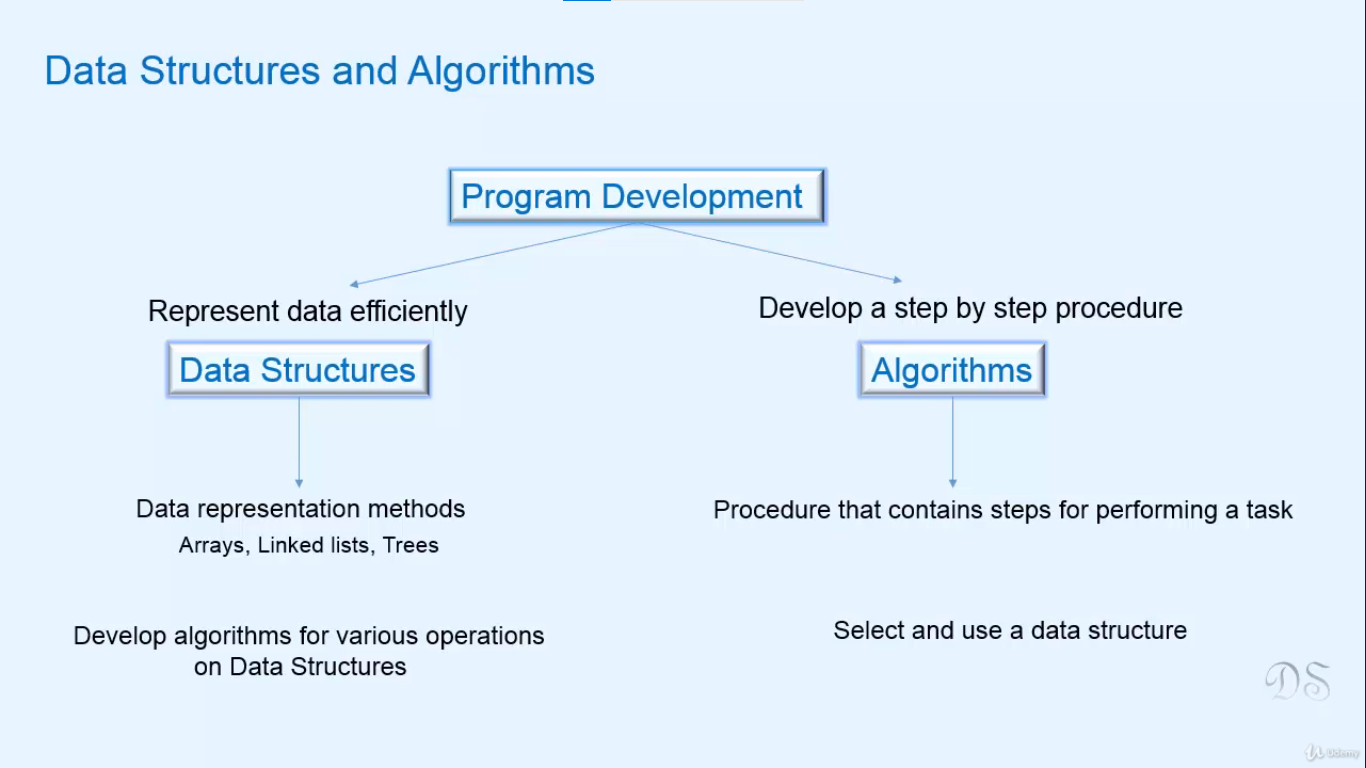 Data Structures and Algorithms
Program Development
Represent data efficiently
Develop a step by step procedure
Data Structures
Algorithms
Data representation methods
Arrays, Linked lists, Trees
Procedure that contains steps for performing a task
Develop algorithms for various operations
on Data Structures
Select and use a data structure
DS
Udemy